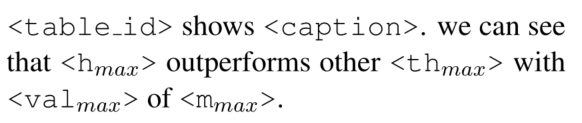 <table_id> shows <caption>. we can see
that <h_max> outperforms other <th_max> with
<val_max> of <m_max>.